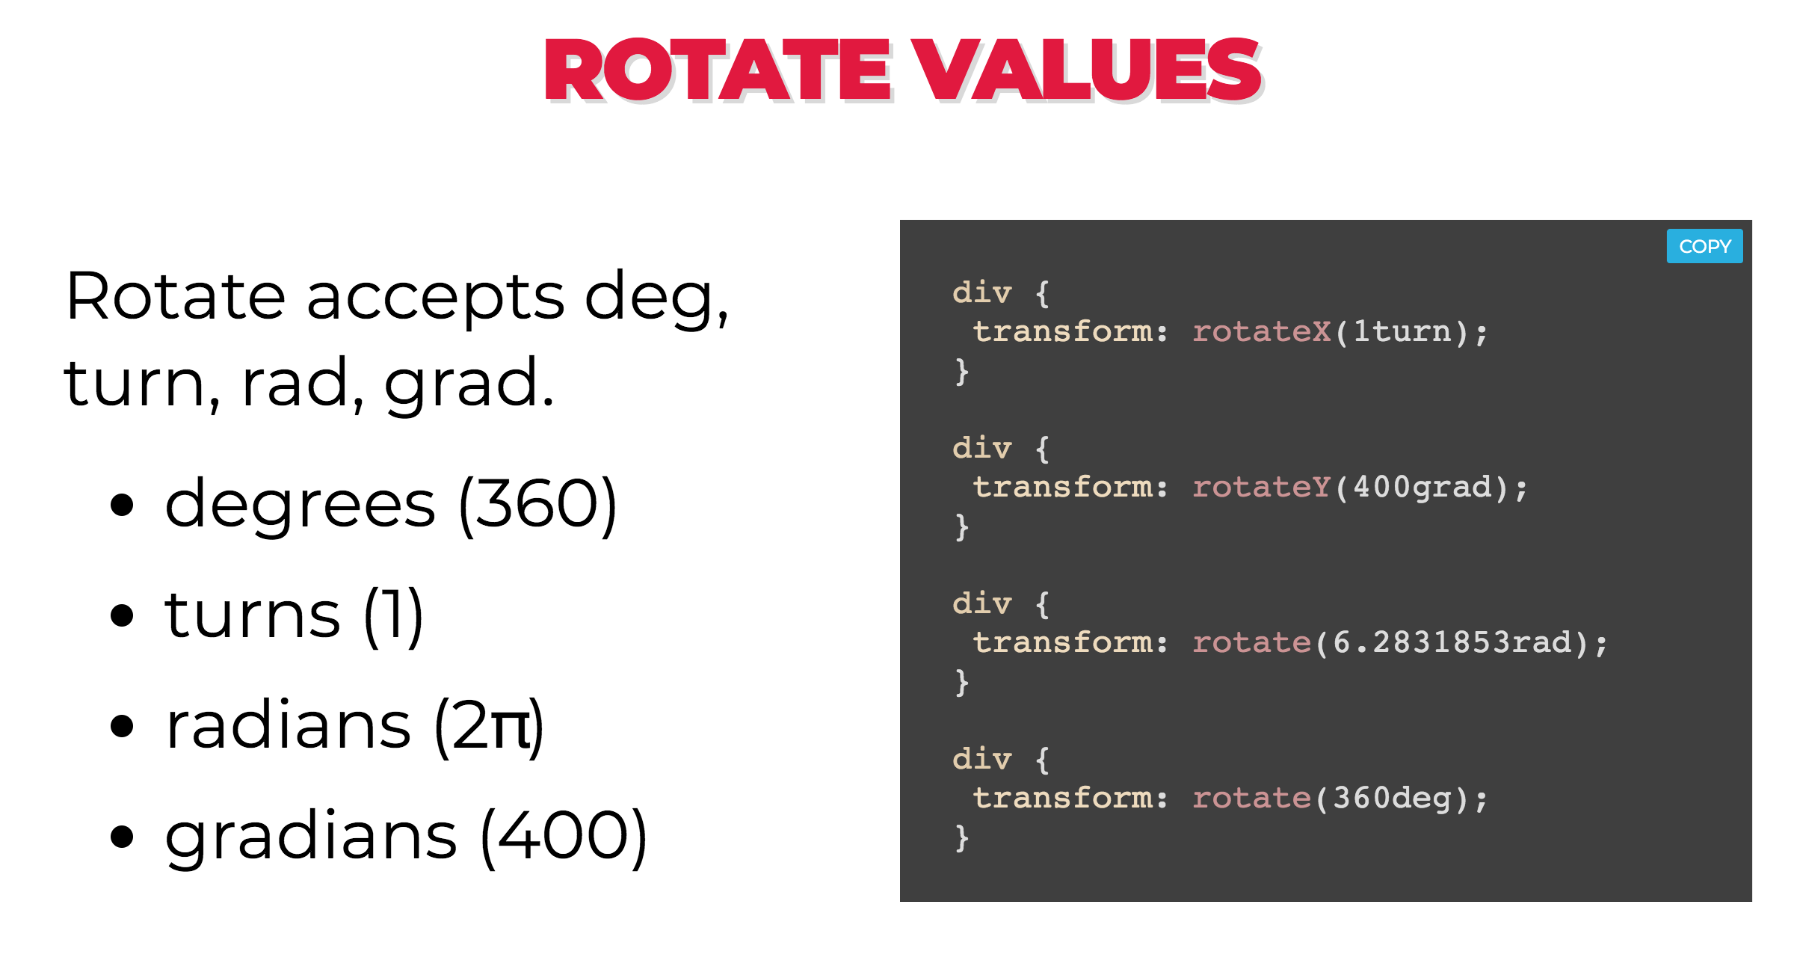 ROTATE VALUES
Rotate accepts deg,
turn, rad, grad.
• degrees (360)
• turns (1)
• radians (2π)
• gradians (400)
COPY
div {
 transform: rotateX(1turn);
}
div {
 transform: rotateY(400grad);
}
div {
 transform: rotate(6.2831853rad);
}
div {
 transform: rotate(360deg);
}